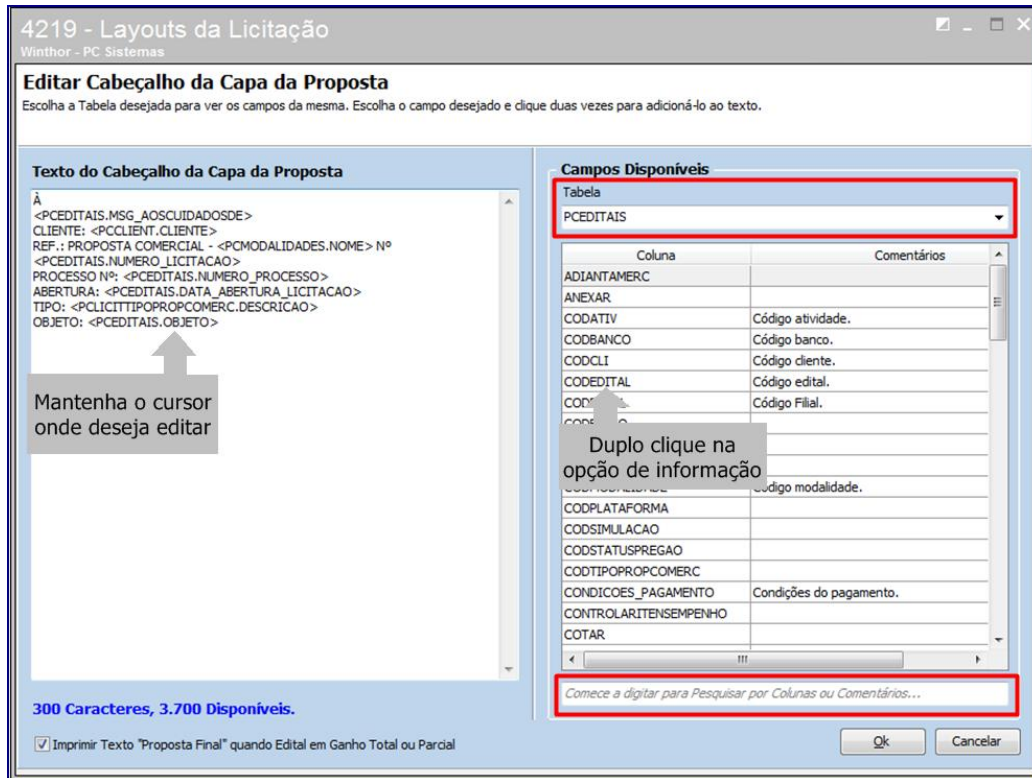 4219 - Layouts da Licitação
Winthor - PC Sistemas
Editar Cabeçalho da Capa da Proposta
Escolha a Tabela desejada para ver os campos da mesma. Escolha o campo desejado e clique duas vezes para adicioná-lo ao texto.
Texto do Cabeçalho da Capa da Proposta
À
<PCEDITAIS.MSG_AOSCUIDADOSDE>
CLIENTE: <PCCLIENT.CLIENTE>
REF.: PROPOSTA COMERCIAL - <PCMODALIDADES.NOME> Nº
<PCEDITAIS.NUMERO_LICITACAO>
PROCESSO Nº: <PCEDITAIS.NUMERO_PROCESSO>
ABERTURA: <PCEDITAIS.DATA_ABERTURA_LICITACAO>
TIPO: <PCLICITTIPOPROPCOMERC.DESCRICAO>
OBJETO: <PCEDITAIS.OBJETO>
Mantenha o cursor
onde deseja editar
300 Caracteres, 3.700 Disponíveis.
Imprimir Texto "Proposta Final" quando Edital em Ganho Total ou Parcial
Campos Disponíveis
Tabela
PCEDITAIS
Coluna Comentários
ADIANTAMERC
ANEXAR
CODATIV Código atividade.
CODBANCO Código banco.
CODCLI Código cliente.
CODEDITAL Código edital.
Código Filial.
Duplo clique na
opção de informação
CODMODALIDADE Código modalidade.
CODPLATAFORMA
CODSIMULACAO
CODSTATUSPREGAO
CODTIPOPROPCOMERC
CONDICOES_PAGAMENTO Condições do pagamento.
CONTROLARITENSEMPENHO
COTAR
Comece a digitar para Pesquisar por Colunas ou Comentários...
Ok Cancelar